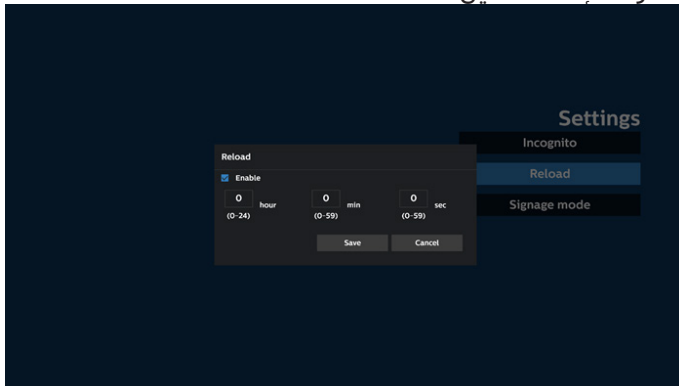 Settings
Incognito
Reload
Signage mode
Reload
Enable
0 hour 0 min 0 sec
(0-24) (0-59) (0-59)
Save Cancel